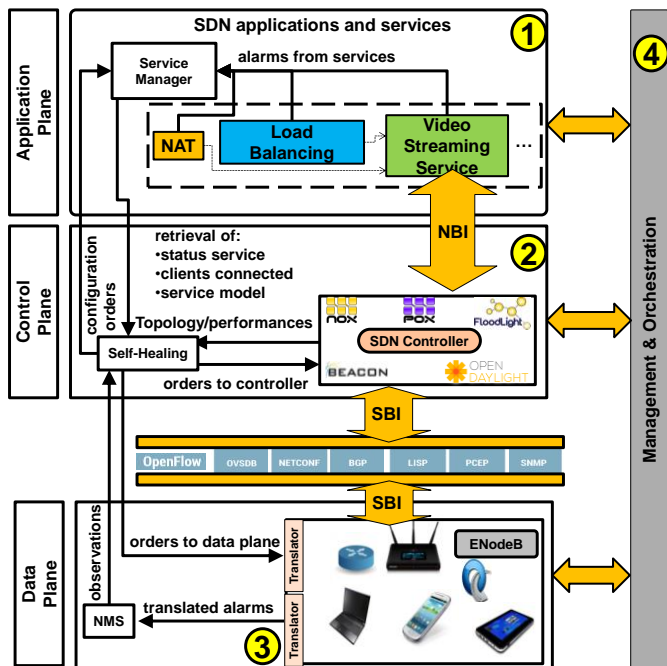 SDN applications and services
1
4
Application
Plane
Service
Manager
alarms from services
NAT
Load
Balancing
Video
Streaming
Service
...
NBI
Control
Plane
2
configuration
orders
retrieval of:
•status service
•clients connected
•service model
Topology/performances
Self-Healing
orders to controller
nox
POX
FloodLight
SDN Controller
BEACON
OPEN
DAYLIGHT
Management & Orchestration
SBI
OpenFlow
OVSDB
NETCONF
BGP
LISP
PCEP
SNMP
SBI
Data
Plane
observations
orders to data plane
Translator
ENodeB
translated alarms
Translator
NMS
3